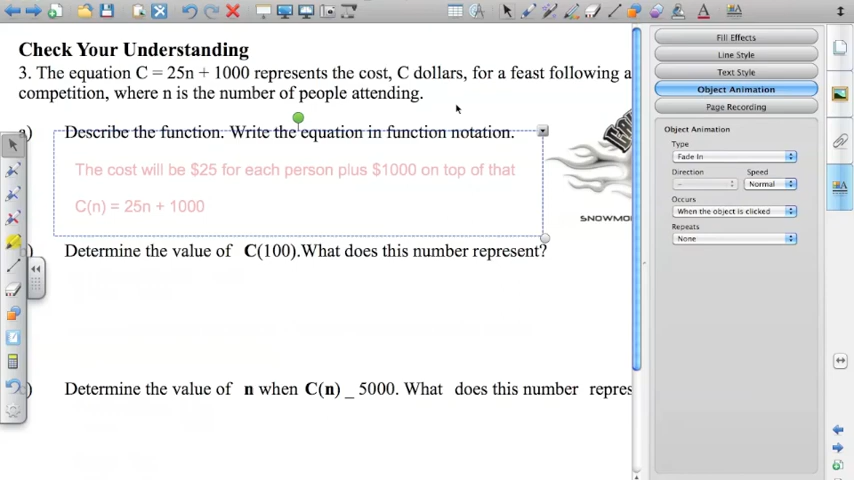 Check Your Understanding
3. The equation C = 25n + 1000 represents the cost, C dollars, for a feast following a
competition, where n is the number of people attending.
a) Describe the function. Write the equation in function notation.
The cost will be $25 for each person plus $1000 on top of that
C(n) = 25n + 1000
SNOWMO
b) Determine the value of C(100).What does this number represent?
c) Determine the value of n when C(n) _ 5000. What does this number repres
Fill Effects
Line Style
Text Style
Object Animation
Page Recording
Object Animation
Type
Fade In
Direction Speed
– Normal
Occurs
When the object is clicked
Repeats
None